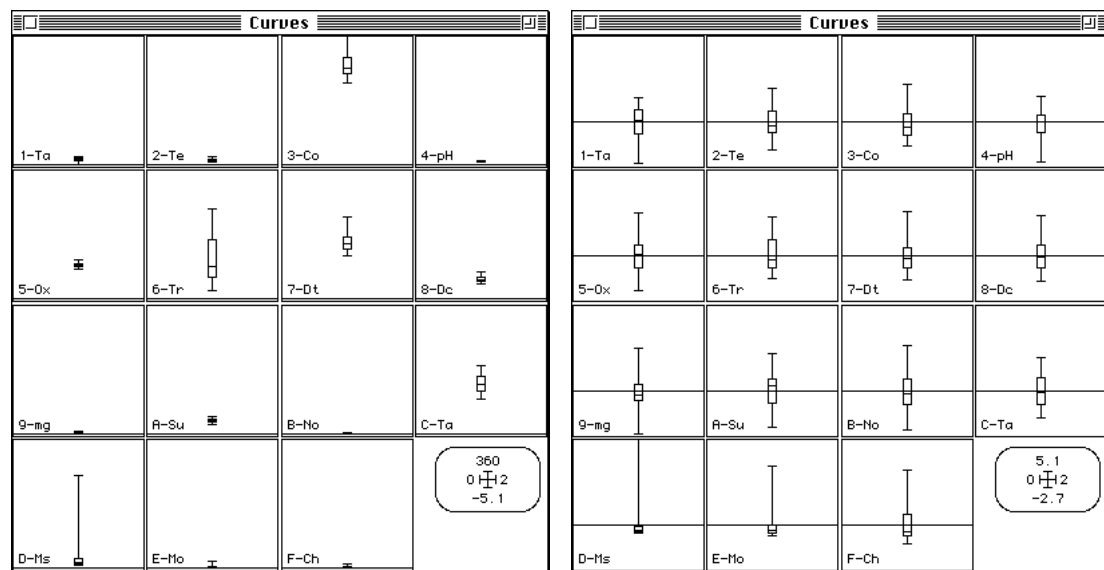 Curves
1-Ta 2-Te 3-Co 4-pH
5-Ox 6-Tr 7-Dt 8-Dc
9-mg A-Su B-No C-Ta
360
0 2
-5.1
D-Ms E-Mo F-Ch
Curves
1-Ta 2-Te 3-Co 4-pH
5-Ox 6-Tr 7-Dt 8-Dc
9-mg A-Su B-No C-Ta
5.1
0 2
-2.7
D-Ms E-Mo F-Ch